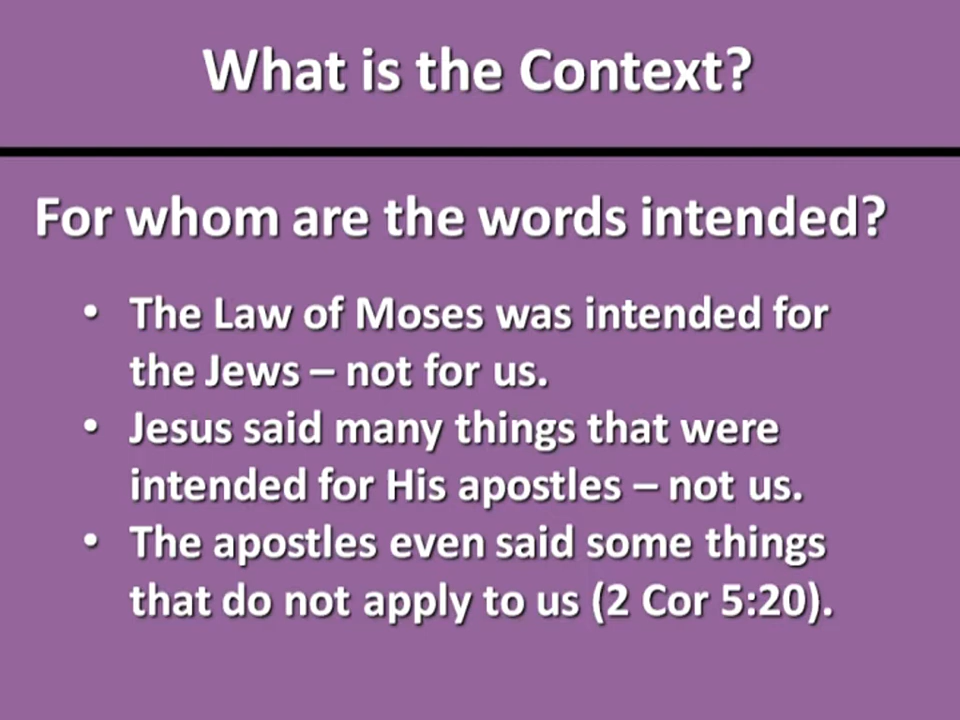 What is the Context?
For whom are the words intended?
• The Law of Moses was intended for
the Jews – not for us.
• Jesus said many things that were
intended for His apostles – not us.
• The apostles even said some things
that do not apply to us (2 Cor 5:20).